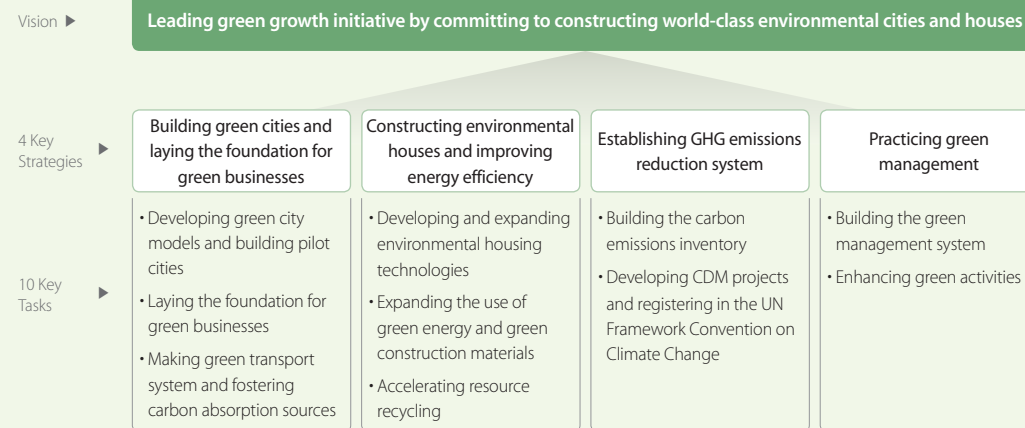 Vision ▶
Leading green growth initiative by committing to constructing world-class environmental cities and houses
4 Key
Strategies ▶
Building green cities and
laying the foundation for
green businesses
Constructing environmental
houses and improving
energy efficiency
Establishing GHG emissions
reduction system
Practicing green
management
10 Key
Tasks ▶
• Developing green city
models and building pilot
cities
• Laying the foundation for
green businesses
• Making green transport
system and fostering
carbon absorption sources
• Developing and expanding
environmental housing
technologies
• Expanding the use of
green energy and green
construction materials
• Accelerating resource
recycling
• Building the carbon
emissions inventory
• Developing CDM projects
and registering in the UN
Framework Convention on
Climate Change
• Building the green
management system
• Enhancing green activities